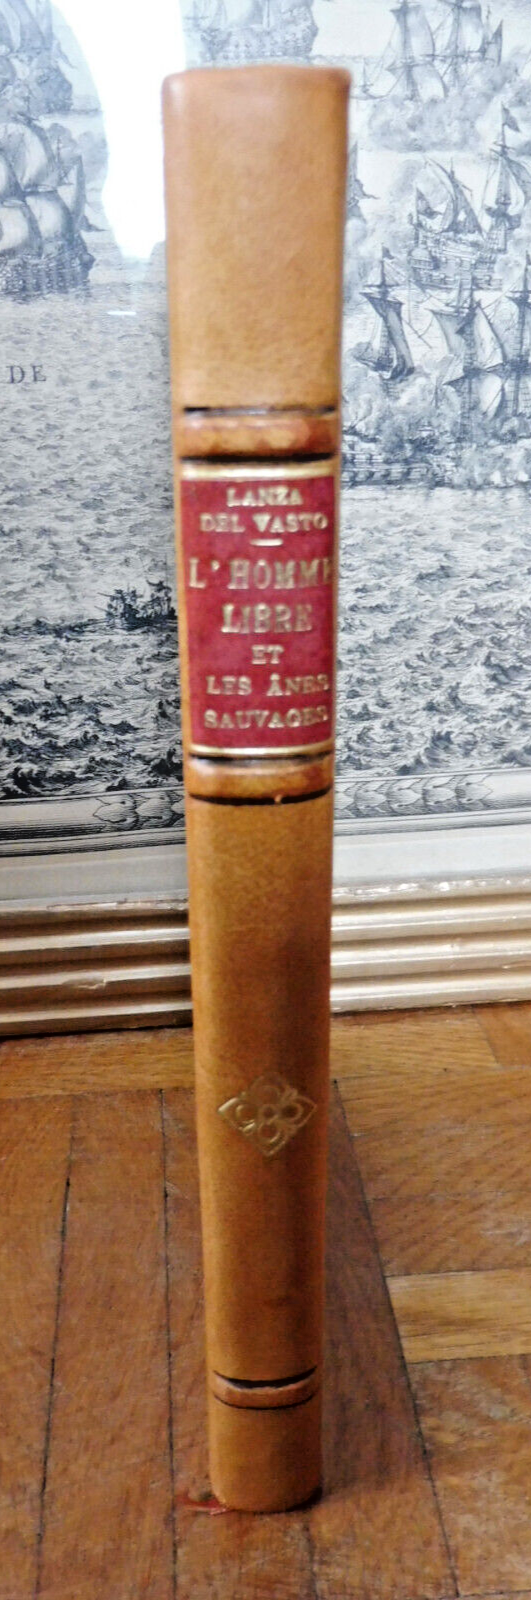 DE
LANZA
DEL VASTO
L'HOMME
LIBRE
ET
LES ÂNES
SAUVAGES